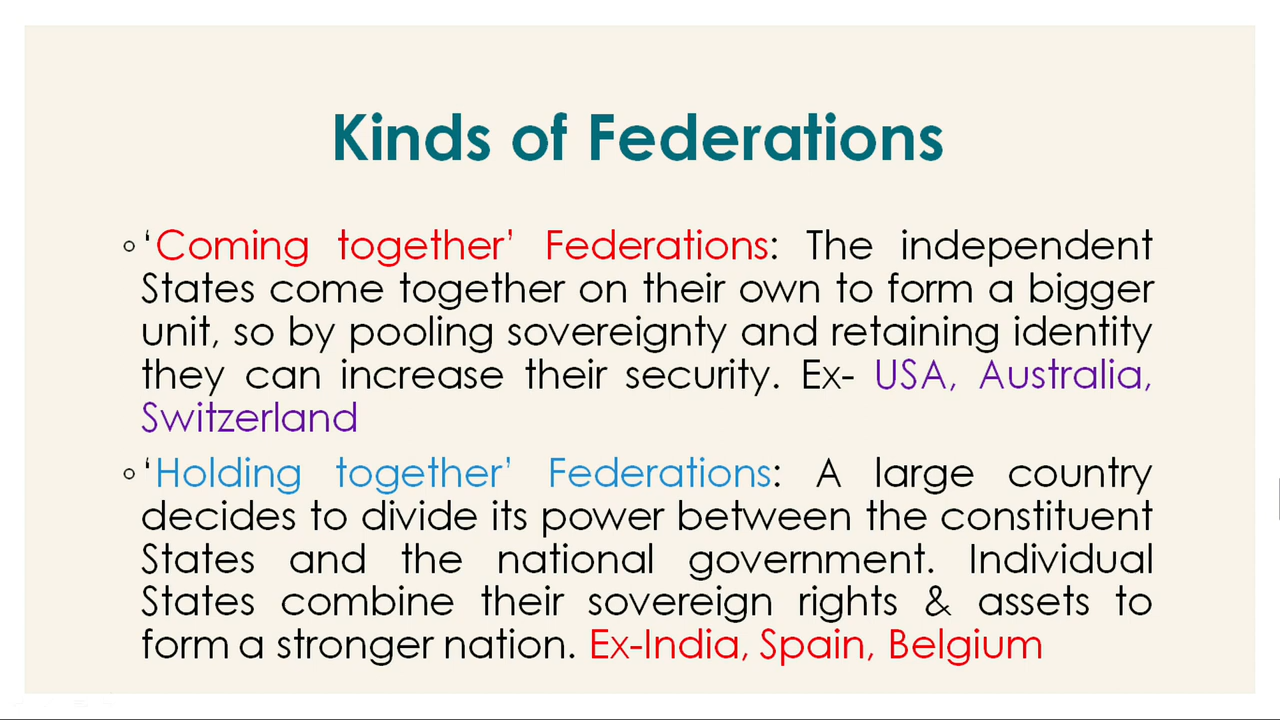 Kinds of Federations
◦ ‘Coming together’ Federations: The independent
States come together on their own to form a bigger
unit, so by pooling sovereignty and retaining identity
they can increase their security. Ex- USA, Australia,
Switzerland
◦ ‘Holding together’ Federations: A large country
decides to divide its power between the constituent
States and the national government. Individual
States combine their sovereign rights & assets to
form a stronger nation. Ex-India, Spain, Belgium